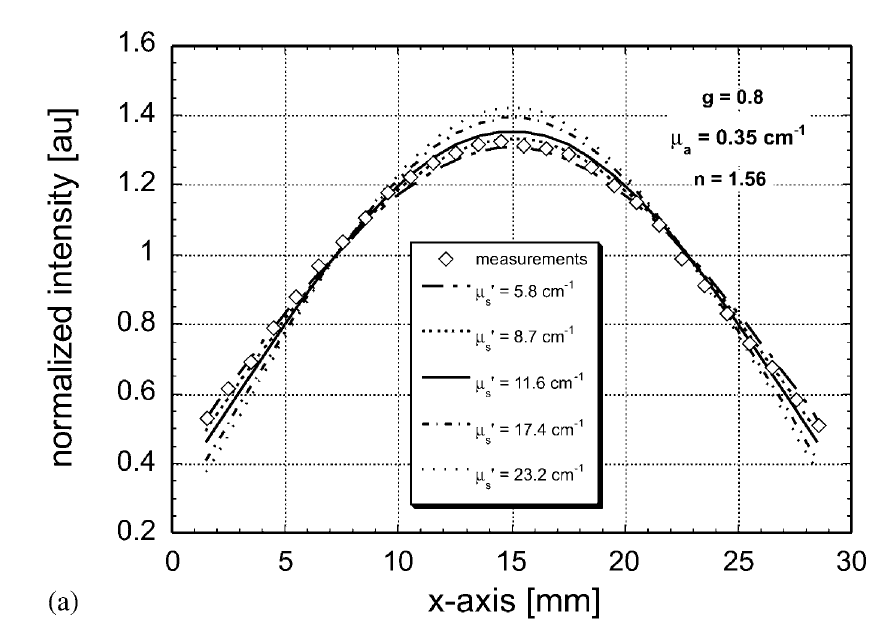 1.6
1.4
1.2
1
0.8
0.6
0.4
0.2
normalized intensity [au]
g = 0.8
μa = 0.35 cm-1
n = 1.56
measurements
μs' = 5.8 cm-1
μs' = 8.7 cm-1
μs' = 11.6 cm-1
μs' = 17.4 cm-1
μs' = 23.2 cm-1
0 5 10 15 20 25 30
x-axis [mm]
(a)